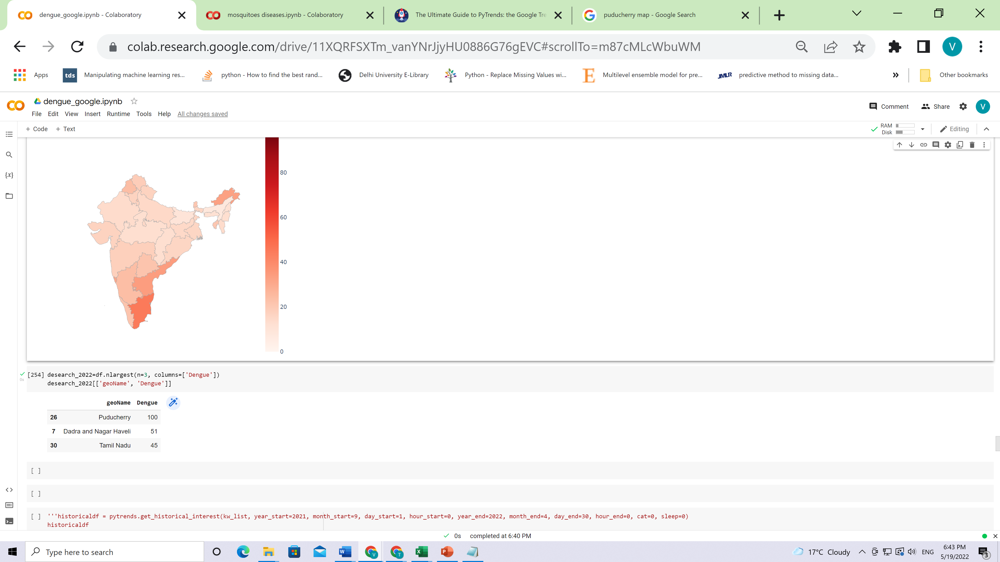 dengue_google.ipynb - Colaboratory
mosquitoes diseases.ipynb - Colaboratory
The Ultimate Guide to PyTrends: the Google Tre
puducherry map - Google Search
colab.research.google.com/drive/11XQRFSXTm_vanYNrJjyHU0886G76gEVC#scrollTo=m87cMLcWbuWM
V
Apps
tds Manipulating machine learning res...
python - How to find the best rand...
Delhi University E-Library
Python - Replace Missing Values wi...
E Multilevel ensemble model for pre...
JMLR predictive method to missing data...
»
Other bookmarks
dengue_google.ipynb
File Edit View Insert Runtime Tools Help All changes saved
Comment Share V
+ Code + Text
RAM
Disk
Editing
{x}
80
60
40
20
0
[254] desearch_2022=df.nlargest(n=3, columns=['Dengue'])
0s
desearch_2022[['geoName', 'Dengue']]
geoName Dengue
26 Puducherry 100
7 Dadra and Nagar Haveli 51
30 Tamil Nadu 45
[ ]
[ ]
[ ] '''historicaldf = pytrends.get_historical_interest(kw_list, year_start=2021, month_start=9, day_start=1, hour_start=0, year_end=2022, month_end=4, day_end=30, hour_end=0, cat=0, sleep=0)
historicaldf
0s completed at 6:40 PM
Type here to search
W
V
T
X
P
17°C Cloudy
ENG
6:43 PM
5/19/2022
3